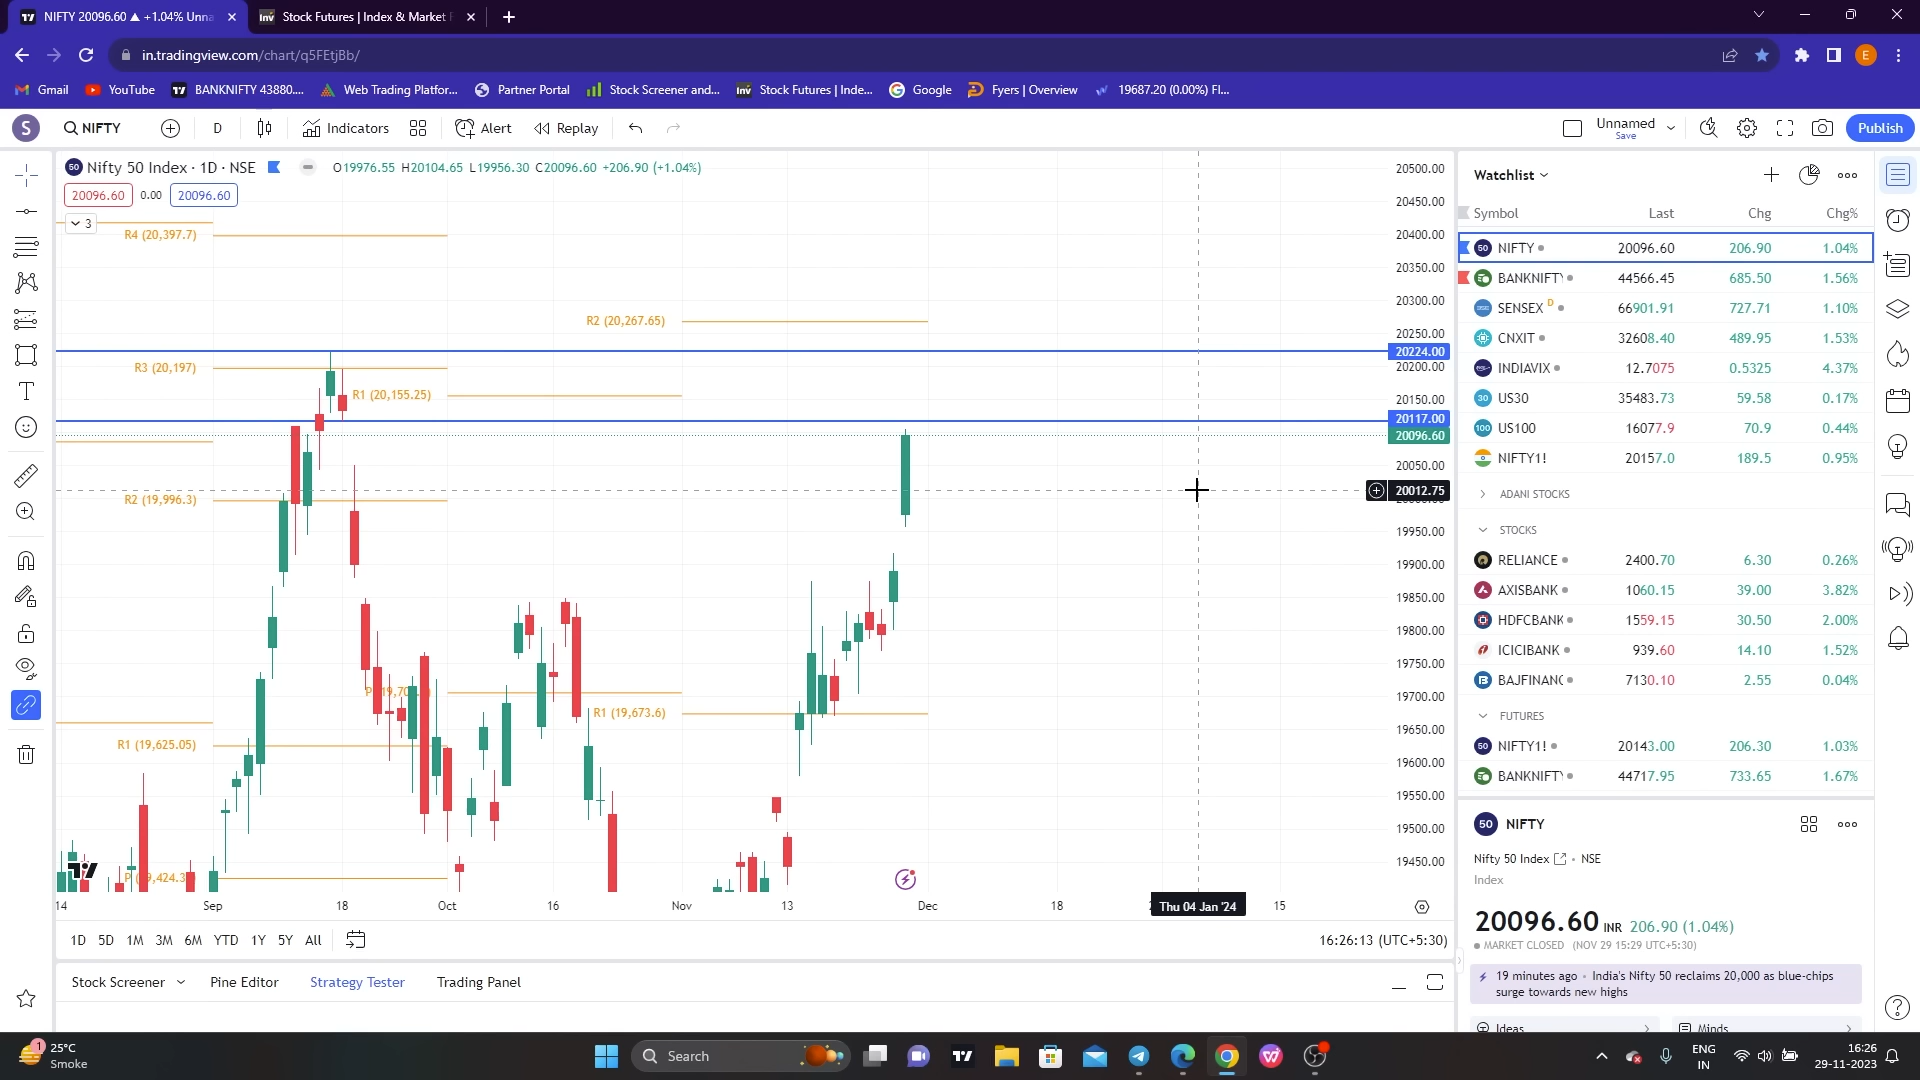 NIFTY 20096.60 ▲ +1.04% Unna
Stock Futures | Index & Market F
in.tradingview.com/chart/q5FEtjBb/
Gmail
YouTube
BANKNIFTY 43880....
Web Trading Platfor...
Partner Portal
Stock Screener and...
Stock Futures | Inde...
Google
Fyers | Overview
19687.20 (0.00%) Fl...
S
NIFTY
D
Indicators
Alert
Replay
Unnamed
Save
Publish
Nifty 50 Index · 1D · NSE
O19976.55 H20104.65 L19956.30 C20096.60 +206.90 (+1.04%)
20096.60
0.00
20096.60
3
R4 (20,397.7)
R2 (20,267.65)
R3 (20,197)
R1 (20,155.25)
R2 (19,996.3)
R1 (19,673.6)
R1 (19,625.05)
20500.00
20450.00
20400.00
20350.00
20300.00
20250.00
20224.00
20200.00
20150.00
20117.00
20096.60
20050.00
20012.75
19950.00
19900.00
19850.00
19800.00
19750.00
19700.00
19650.00
19600.00
19550.00
19500.00
19450.00
14
Sep
18
Oct
16
Nov
13
Dec
18
Thu 04 Jan '24
15
1D
5D
1M
3M
6M
YTD
1Y
5Y
All
16:26:13 (UTC+5:30)
Stock Screener
Pine Editor
Strategy Tester
Trading Panel
Watchlist
Symbol Last Chg Chg%
NIFTY 20096.60 206.90 1.04%
BANKNIFTY 44566.45 685.50 1.56%
SENSEX D 66901.91 727.71 1.10%
CNXIT 32608.40 489.95 1.53%
INDIAVIX 12.7075 0.5325 4.37%
US30 35483.73 59.58 0.17%
US100 16077.9 70.9 0.44%
NIFTY1! 20157.0 189.5 0.95%
ADANI STOCKS
STOCKS
RELIANCE 2400.70 6.30 0.26%
AXISBANK 1060.15 39.00 3.82%
HDFCBANK 1559.15 30.50 2.00%
ICICIBANK 939.60 14.10 1.52%
BAJFINANC 7130.10 2.55 0.04%
FUTURES
NIFTY1! 20143.00 206.30 1.03%
BANKNIFTY 44717.95 733.65 1.67%
50 NIFTY
Nifty 50 Index · NSE
Index
20096.60 INR 206.90 (1.04%)
MARKET CLOSED (NOV 29 15:29 UTC+5:30)
19 minutes ago · India's Nifty 50 reclaims 20,000 as blue-chips
surge towards new highs
Ideas
Minds
25°C
Smoke
Search
ENG
IN
16:26
29-11-2023